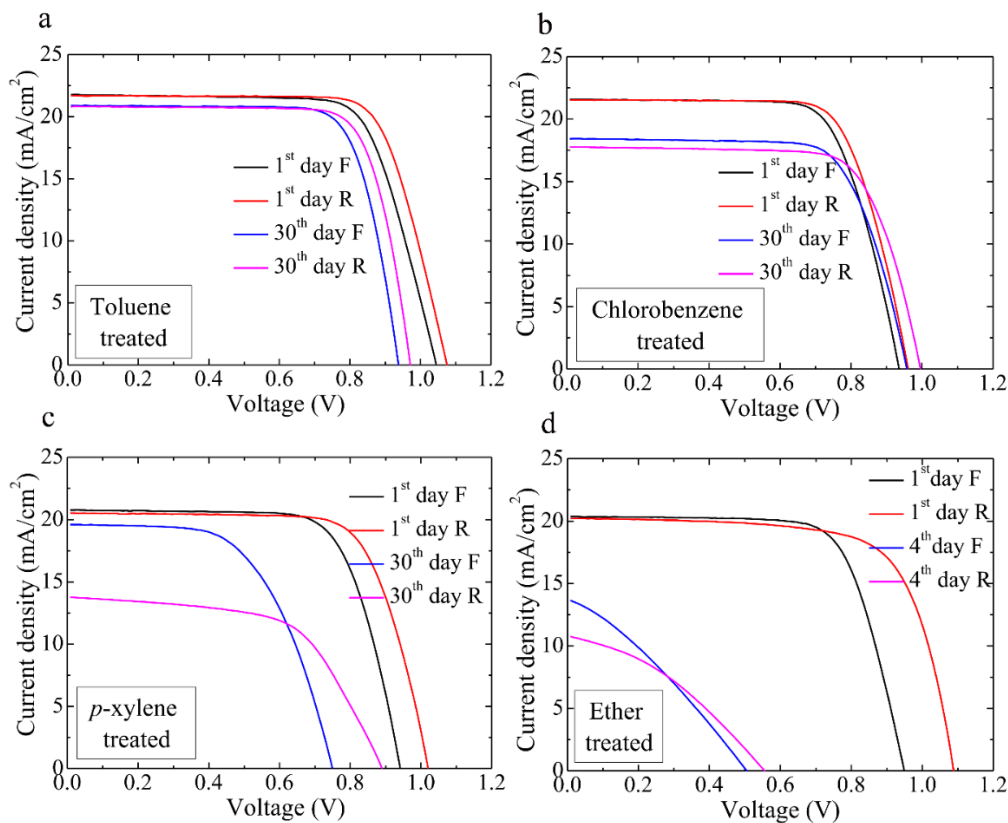 a
25
20
15
10
5
0
Current density (mA/cm²)
1ˢᵗ day F
1ˢᵗ day R
30ᵗʰ day F
30ᵗʰ day R
Toluene
treated
0.0 0.2 0.4 0.6 0.8 1.0 1.2
Voltage (V)
b
25
20
15
10
5
0
Current density (mA/cm²)
1ˢᵗ day F
1ˢᵗ day R
30ᵗʰ day F
30ᵗʰ day R
Chlorobenzene
treated
0.0 0.2 0.4 0.6 0.8 1.0 1.2
Voltage (V)
c
25
20
15
10
5
0
Current density (mA/cm²)
1ˢᵗ day F
1ˢᵗ day R
30ᵗʰ day F
30ᵗʰ day R
p-xylene
treated
0.0 0.2 0.4 0.6 0.8 1.0 1.2
Voltage (V)
d
25
20
15
10
5
0
Current density (mA/cm²)
1ˢᵗ day F
1ˢᵗ day R
4ᵗʰ day F
4ᵗʰ day R
Ether
treated
0.0 0.2 0.4 0.6 0.8 1.0 1.2
Voltage (V)